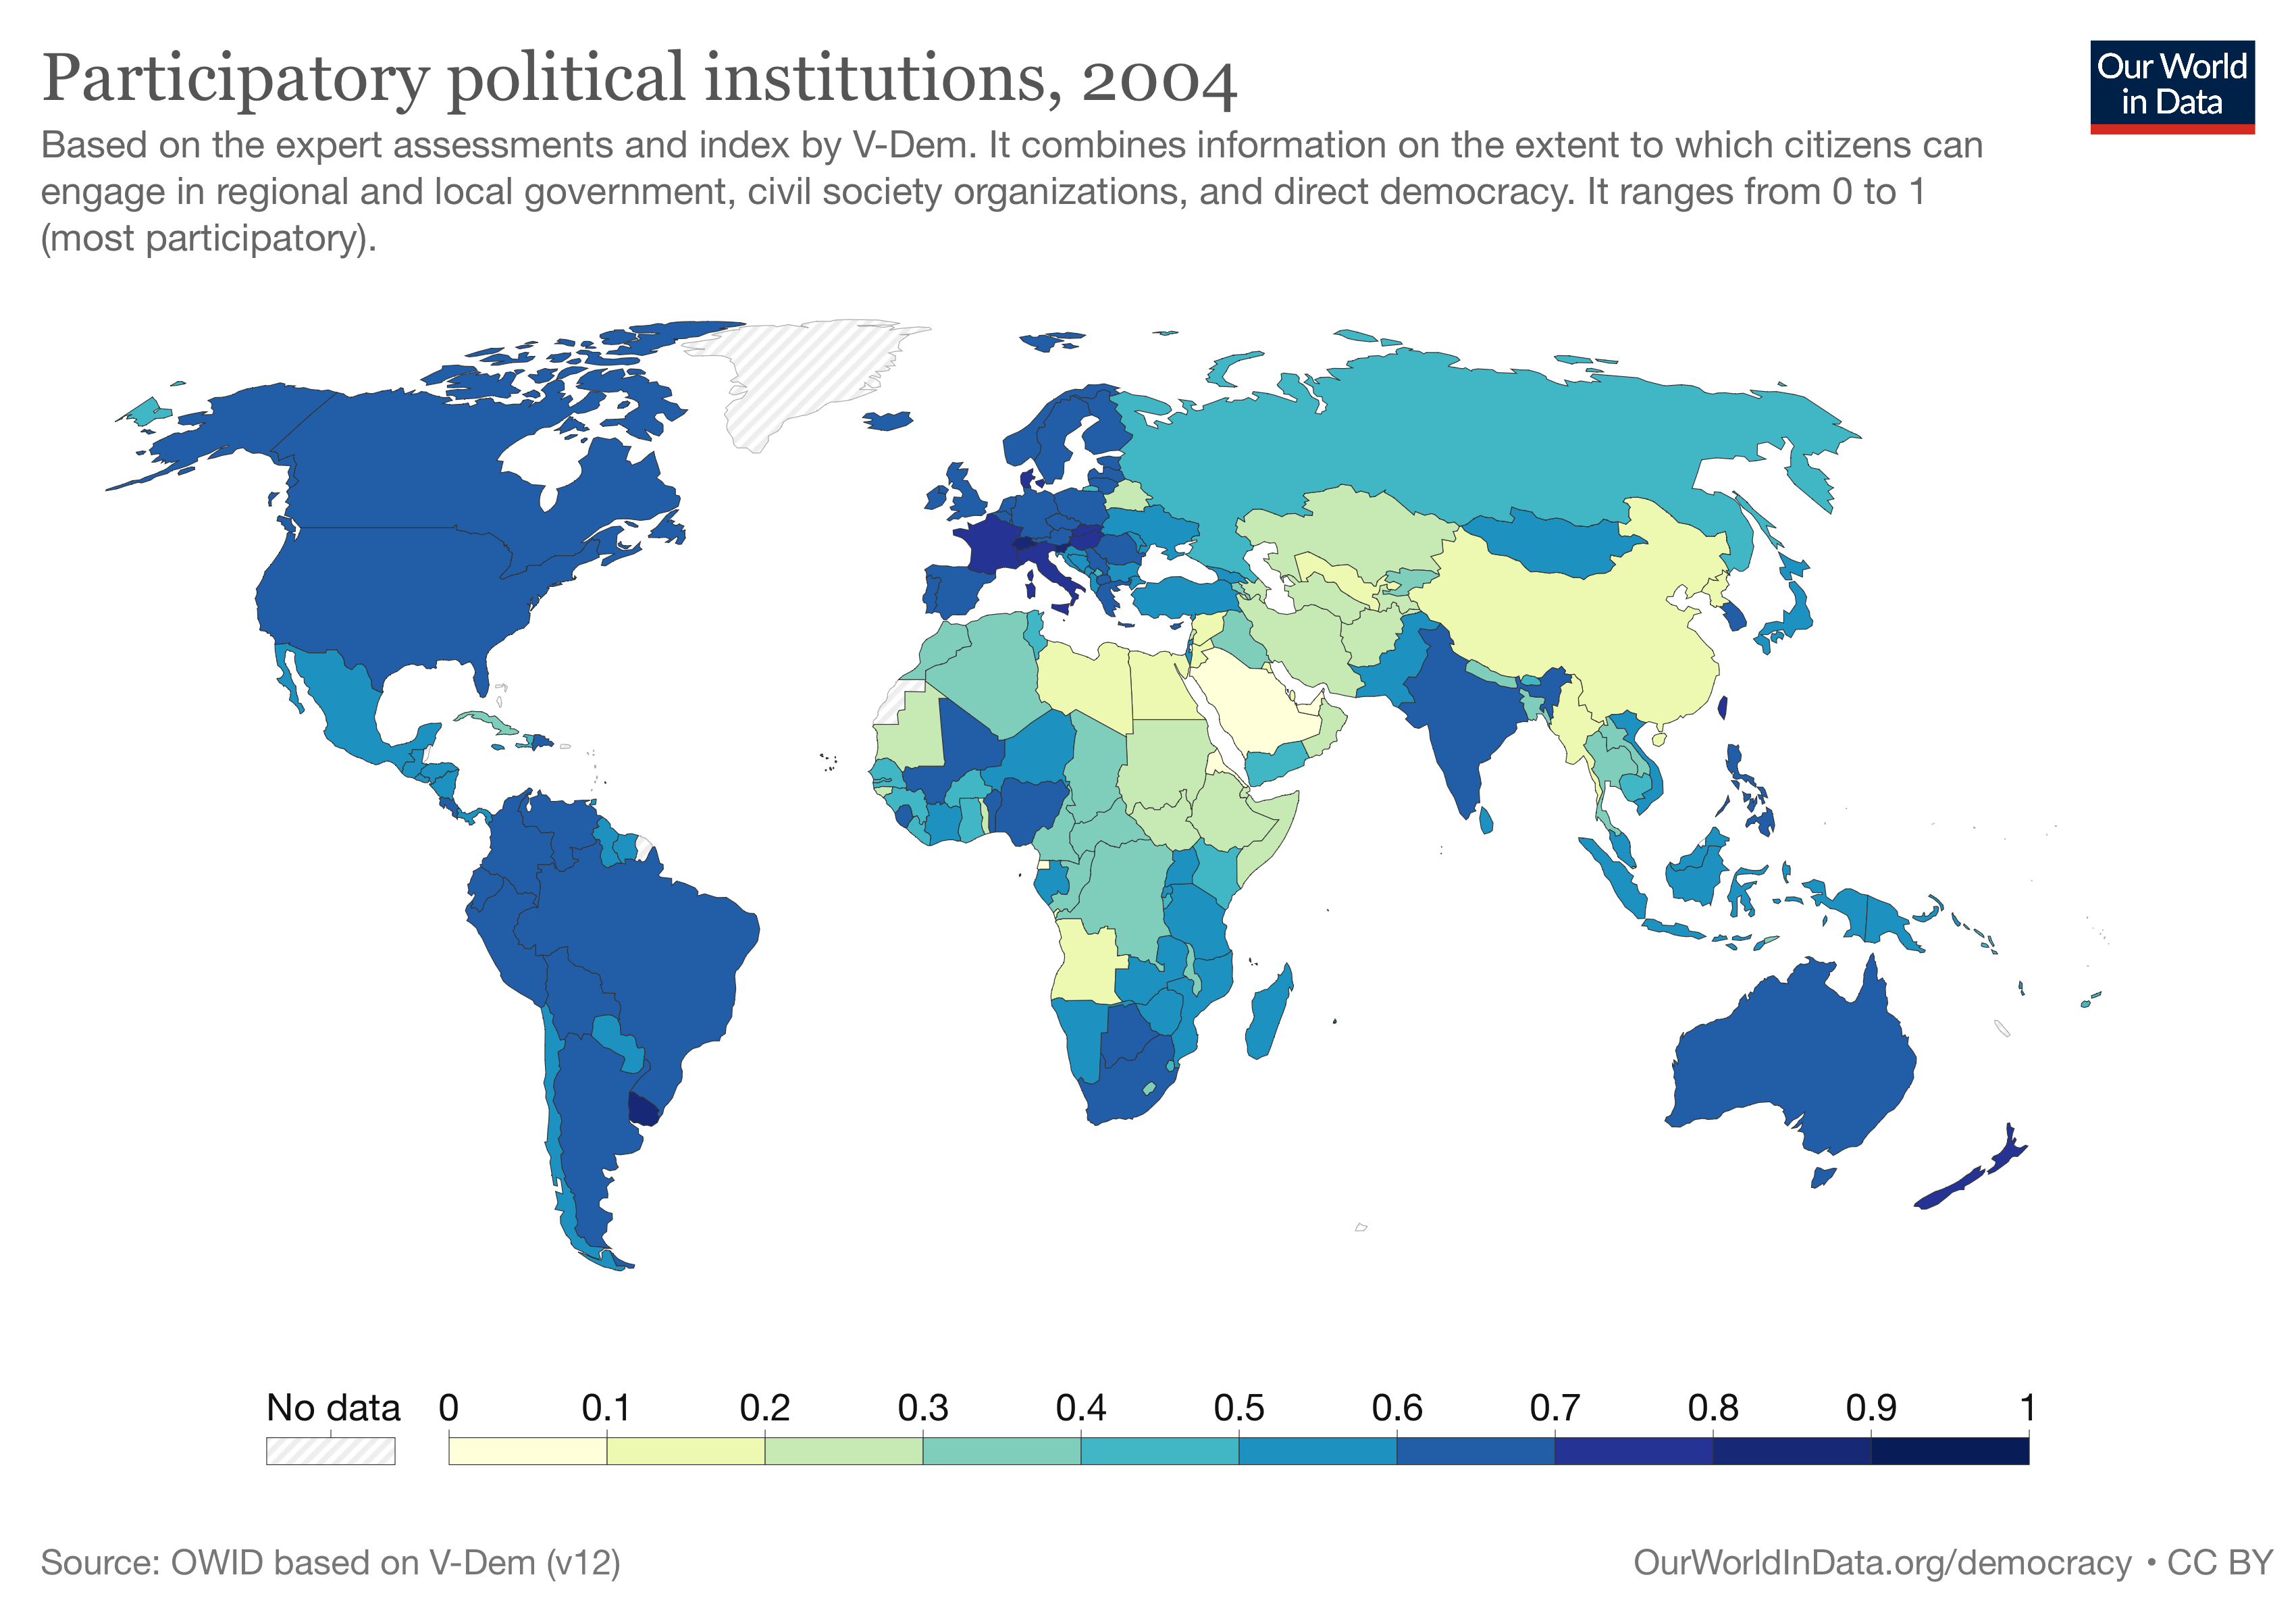 Participatory political institutions, 2004
Our World
in Data
Based on the expert assessments and index by V-Dem. It combines information on the extent to which citizens can
engage in regional and local government, civil society organizations, and direct democracy. It ranges from 0 to 1
(most participatory).
No data 0 0.1 0.2 0.3 0.4 0.5 0.6 0.7 0.8 0.9 1
Source: OWID based on V-Dem (v12)
OurWorldInData.org/democracy • CC BY